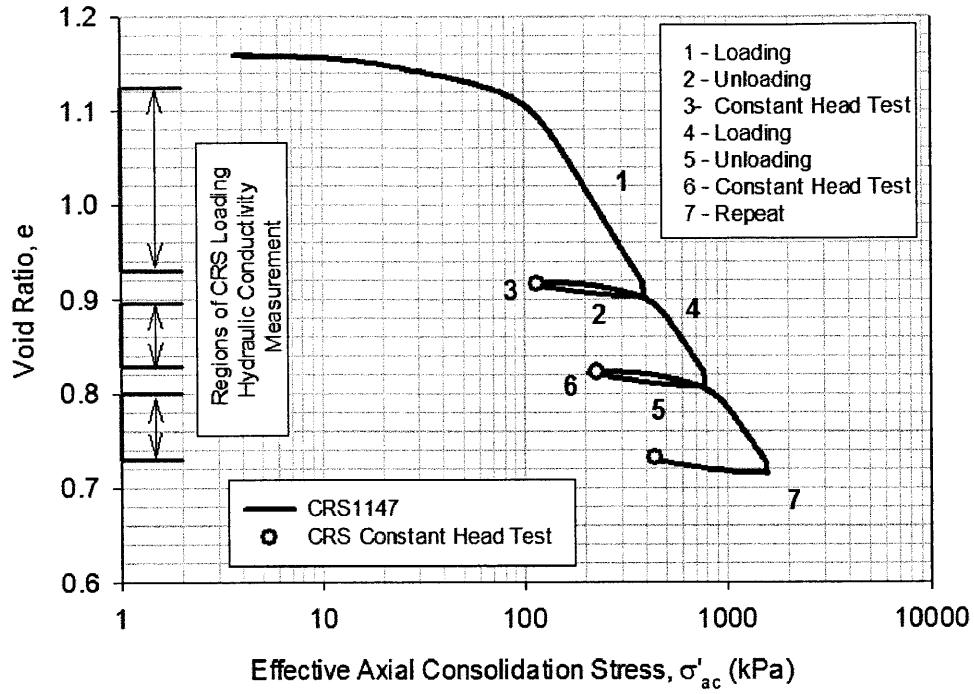 1 - Loading
2 - Unloading
3- Constant Head Test
4 - Loading
5 - Unloading
6 - Constant Head Test
7 - Repeat
Regions of CRS Loading
Hydraulic Conductivity
Measurement
1
2
3
4
5
6
7
CRS1147
CRS Constant Head Test
Void Ratio, e
1.2
1.1
1.0
0.9
0.8
0.7
0.6
1
10
100
1000
10000
Effective Axial Consolidation Stress, σ'ac (kPa)